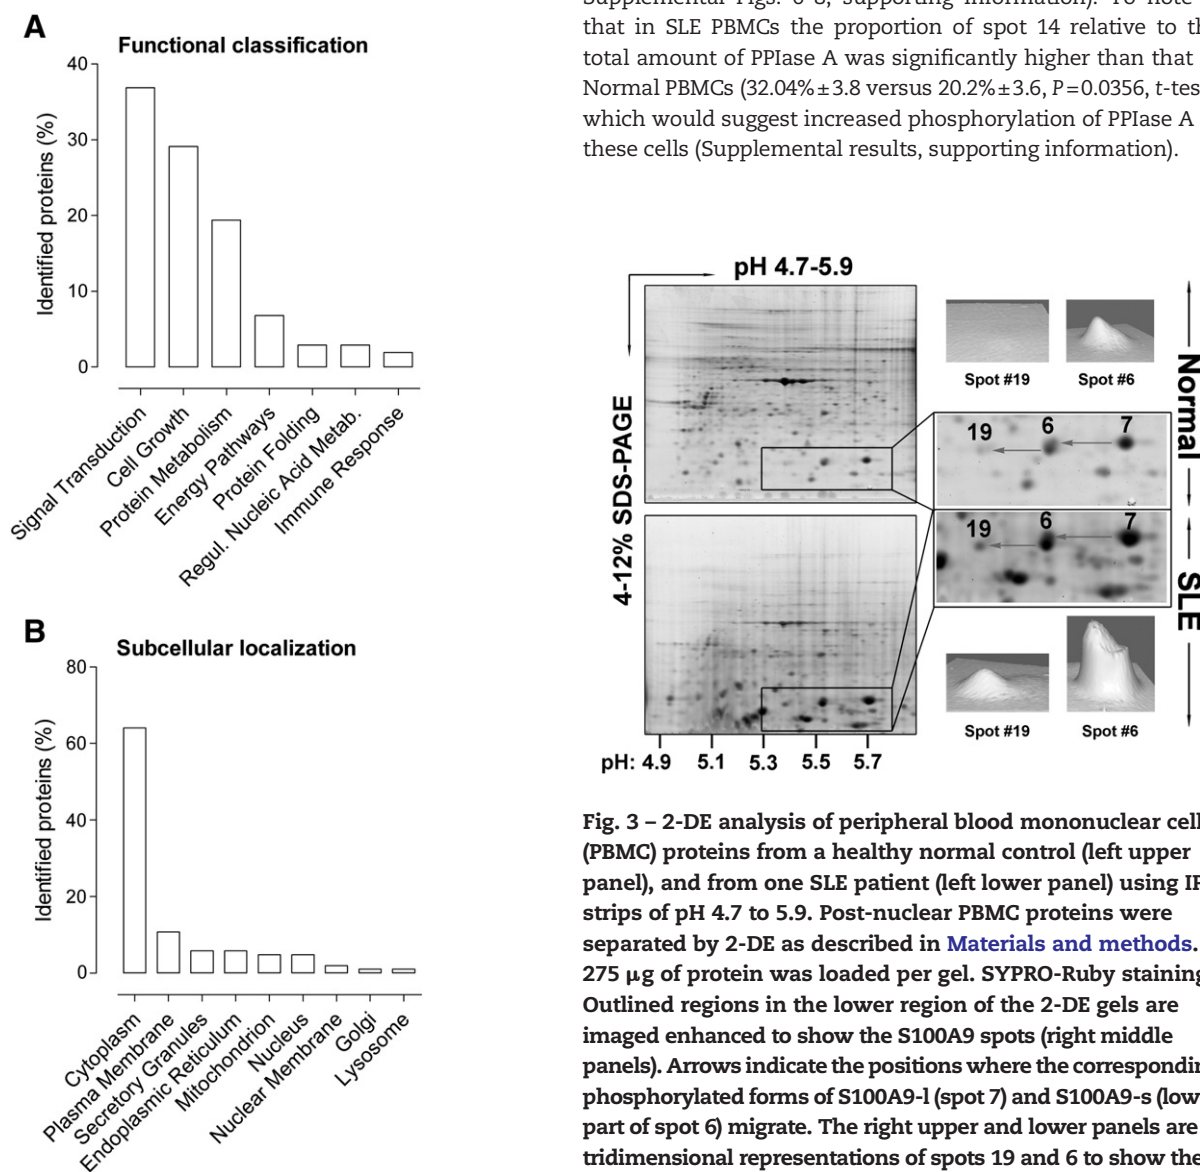 A
Functional classification
Identified proteins (%)
40
30
20
10
0
Signal Transduction
Cell Growth
Protein Metabolism
Energy Pathways
Protein Folding
Regul. Nucleic Acid Metab.
Immune Response
B
Subcellular localization
Identified proteins (%)
80
60
40
20
0
Cytoplasm
Plasma Membrane
Secretory Granules
Endoplasmic Reticulum
Mitochondrion
Nucleus
Nuclear Membrane
Golgi
Lysosome
Supplemental Figs. 6–8, supporting information). To note
that in SLE PBMCs the proportion of spot 14 relative to th
total amount of PPIase A was significantly higher than that
Normal PBMCs (32.04% ± 3.8 versus 20.2% ± 3.6, P = 0.0356, t-tes
which would suggest increased phosphorylation of PPIase A
these cells (Supplemental results, supporting information).
pH 4.7-5.9
4-12% SDS-PAGE
Spot #19
Spot #6
Normal
19
6
7
19
6
7
SLE
Spot #19
Spot #6
pH: 4.9 5.1 5.3 5.5 5.7
Fig. 3 – 2-DE analysis of peripheral blood mononuclear cell
(PBMC) proteins from a healthy normal control (left upper
panel), and from one SLE patient (left lower panel) using IP
strips of pH 4.7 to 5.9. Post-nuclear PBMC proteins were
separated by 2-DE as described in Materials and methods.
275 μg of protein was loaded per gel. SYPRO-Ruby staining
Outlined regions in the lower region of the 2-DE gels are
imaged enhanced to show the S100A9 spots (right middle
panels). Arrows indicate the positions where the correspondin
phosphorylated forms of S100A9-l (spot 7) and S100A9-s (low
part of spot 6) migrate. The right upper and lower panels are
tridimensional representations of spots 19 and 6 to show the